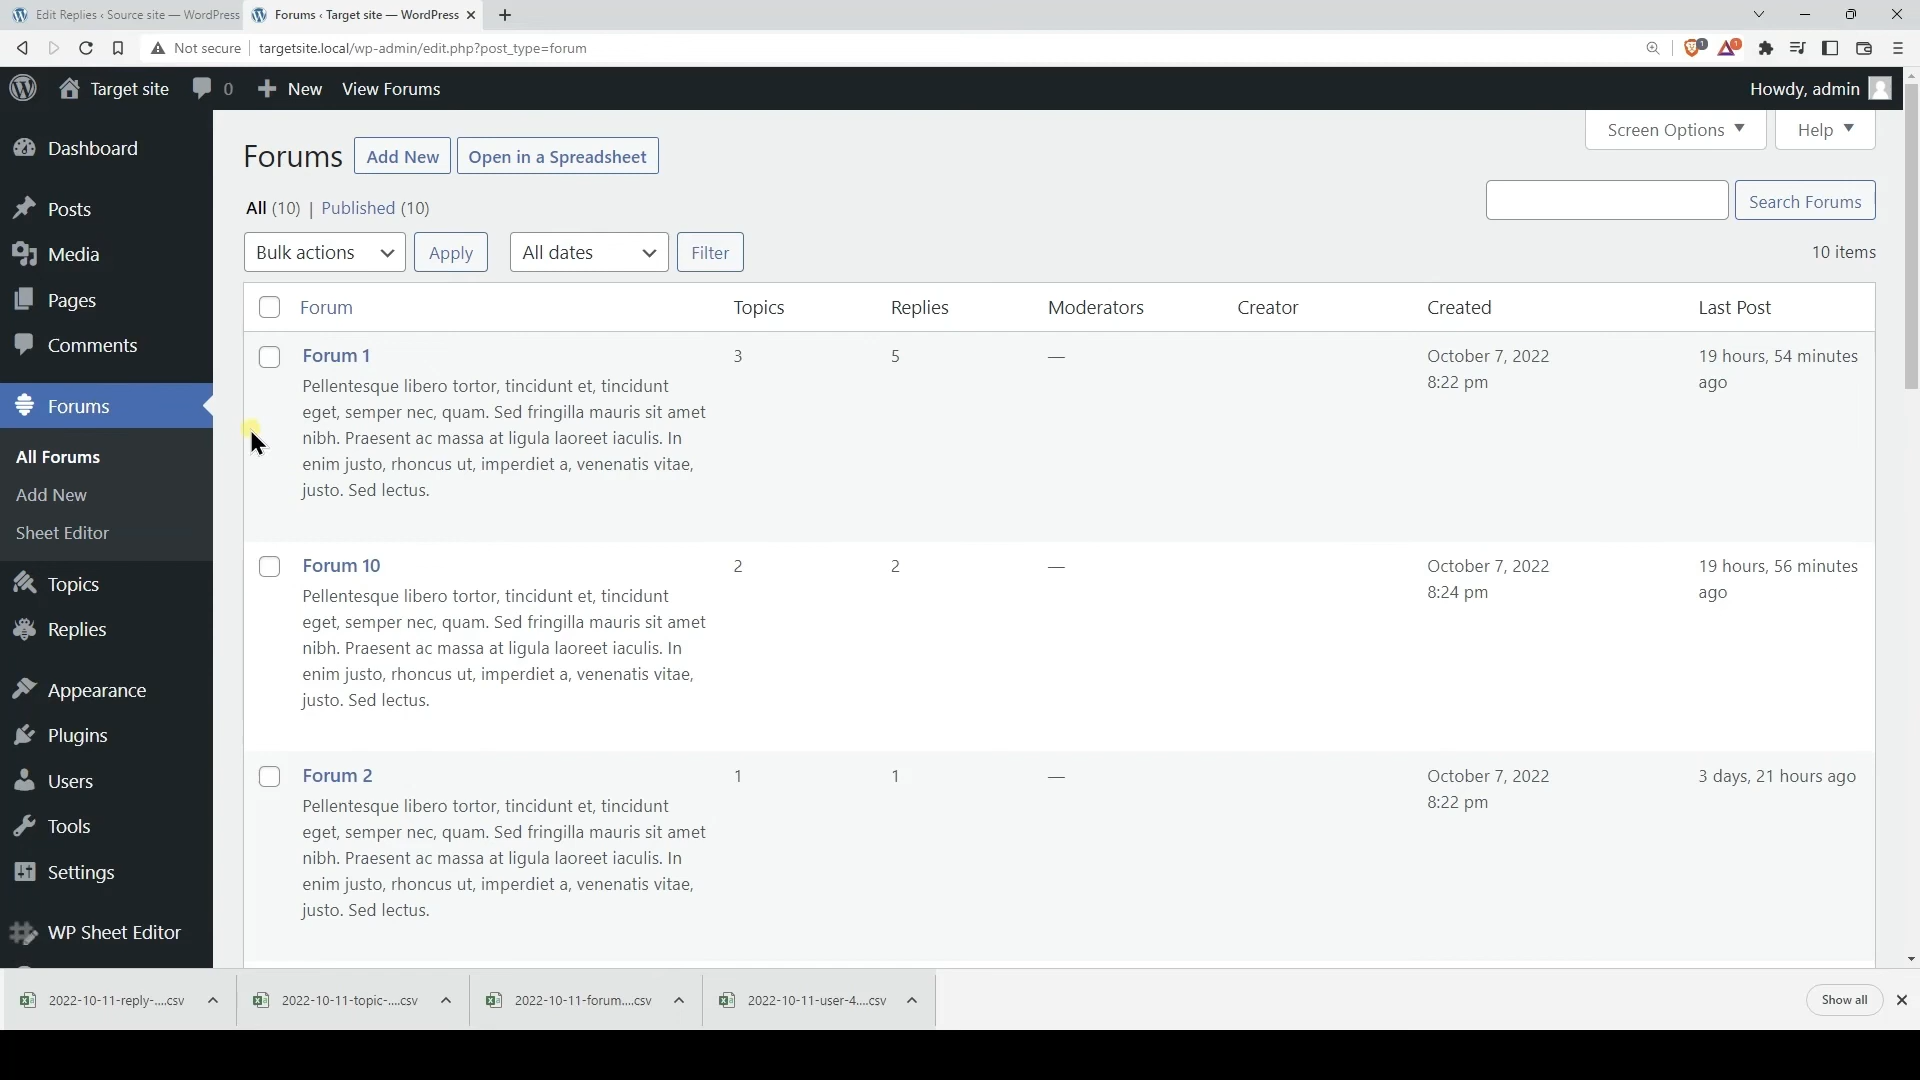 Edit Replies ‹ Source site — WordPress
Forums ‹ Target site — WordPress
Not secure
targetsite.local/wp-admin/edit.php?post_type=forum
1
1
Target site
0
New
View Forums
Howdy, admin
Dashboard
Posts
Media
Pages
Comments
Forums
All Forums
Add New
Sheet Editor
Topics
Replies
Appearance
Plugins
Users
Tools
Settings
WP Sheet Editor
Screen Options
Help
Forums
Add New
Open in a Spreadsheet
All (10) | Published (10)
Search Forums
Bulk actions
Apply
All dates
Filter
10 items
Forum Topics Replies Moderators Creator Created Last Post
Forum 1
Pellentesque libero tortor, tincidunt et, tincidunt
eget, semper nec, quam. Sed fringilla mauris sit amet
nibh. Praesent ac massa at ligula laoreet iaculis. In
enim justo, rhoncus ut, imperdiet a, venenatis vitae,
justo. Sed lectus.
3
5
—
October 7, 2022
8:22 pm
19 hours, 54 minutes
ago
Forum 10
Pellentesque libero tortor, tincidunt et, tincidunt
eget, semper nec, quam. Sed fringilla mauris sit amet
nibh. Praesent ac massa at ligula laoreet iaculis. In
enim justo, rhoncus ut, imperdiet a, venenatis vitae,
justo. Sed lectus.
2
2
—
October 7, 2022
8:24 pm
19 hours, 56 minutes
ago
Forum 2
Pellentesque libero tortor, tincidunt et, tincidunt
eget, semper nec, quam. Sed fringilla mauris sit amet
nibh. Praesent ac massa at ligula laoreet iaculis. In
enim justo, rhoncus ut, imperdiet a, venenatis vitae,
justo. Sed lectus.
1
1
—
October 7, 2022
8:22 pm
3 days, 21 hours ago
2022-10-11-reply-....csv
2022-10-11-topic-....csv
2022-10-11-forum....csv
2022-10-11-user-4....csv
Show all